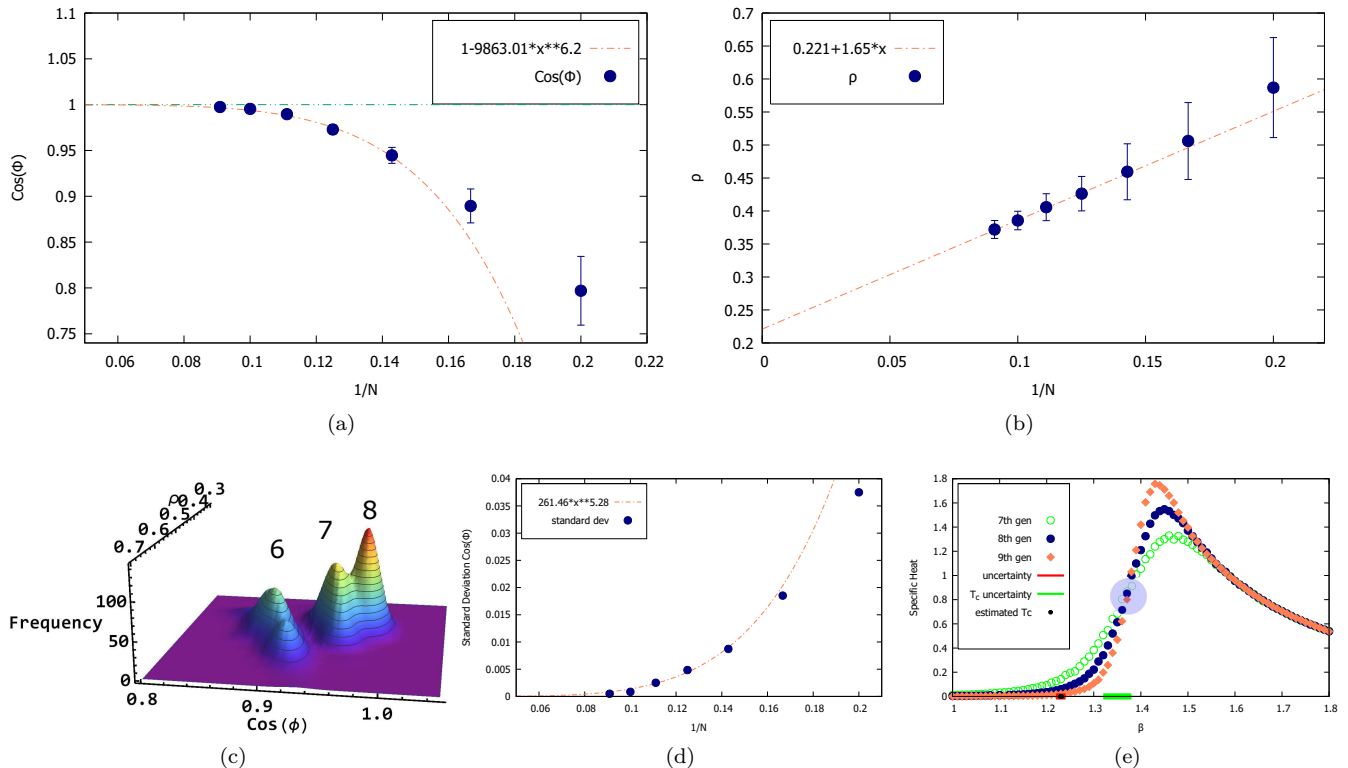 1.1
1.05
1
0.95
0.9
0.85
0.8
0.75
Cos(Φ)
1-9863.01*x**6.2
Cos(Φ)
0.06 0.08 0.1 0.12 0.14 0.16 0.18 0.2 0.22
1/N
(a)
0.7
0.65
0.6
0.55
0.5
0.45
0.4
0.35
0.3
0.25
0.2
ρ
0.221+1.65*x
ρ
0 0.05 0.1 0.15 0.2
1/N
(b)
0.3
ρ 0.4
0.5
0.6
0.7
6 7 8
100
Frequency 50
0
0.8 0.9 1.0
Cos(ϕ)
(c)
0.04
0.035
0.03
0.025
0.02
0.015
0.01
0.005
0
Standard Deviation Cos(Φ)
261.46*x**5.28
standard dev
0.06 0.08 0.1 0.12 0.14 0.16 0.18 0.2
1/N
(d)
1.8
1.6
1.4
1.2
1
0.8
0.6
0.4
0.2
0
Specific Heat
7th gen
8th gen
9th gen
uncertainty
Tc uncertainty
estimated Tc
1 1.1 1.2 1.3 1.4 1.5 1.6 1.7 1.8
β
(e)